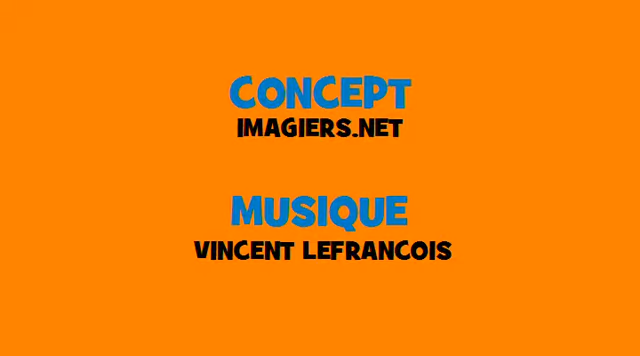 CONCEPT
IMAGIERS.NET
MUSIQUE
VINCENT LEFRANCOIS